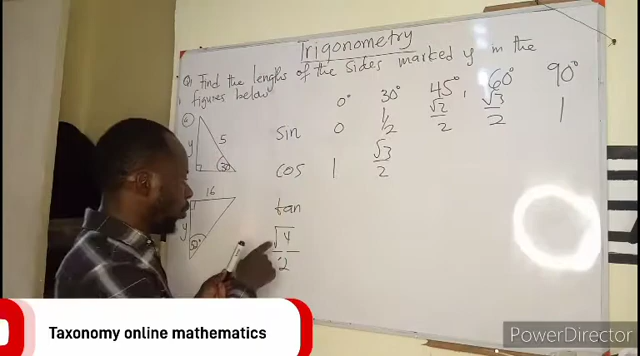 Trigonometry
Q) Find the lengths of the sides marked y in the
figures below
0° 30° 45° 60° 90°
sin 0 1/2 √2/2 √3/2 1
cos 1 √3/2
tan
√4/2
a
y 5
30°
16
y
Taxonomy online mathematics
PowerDirector